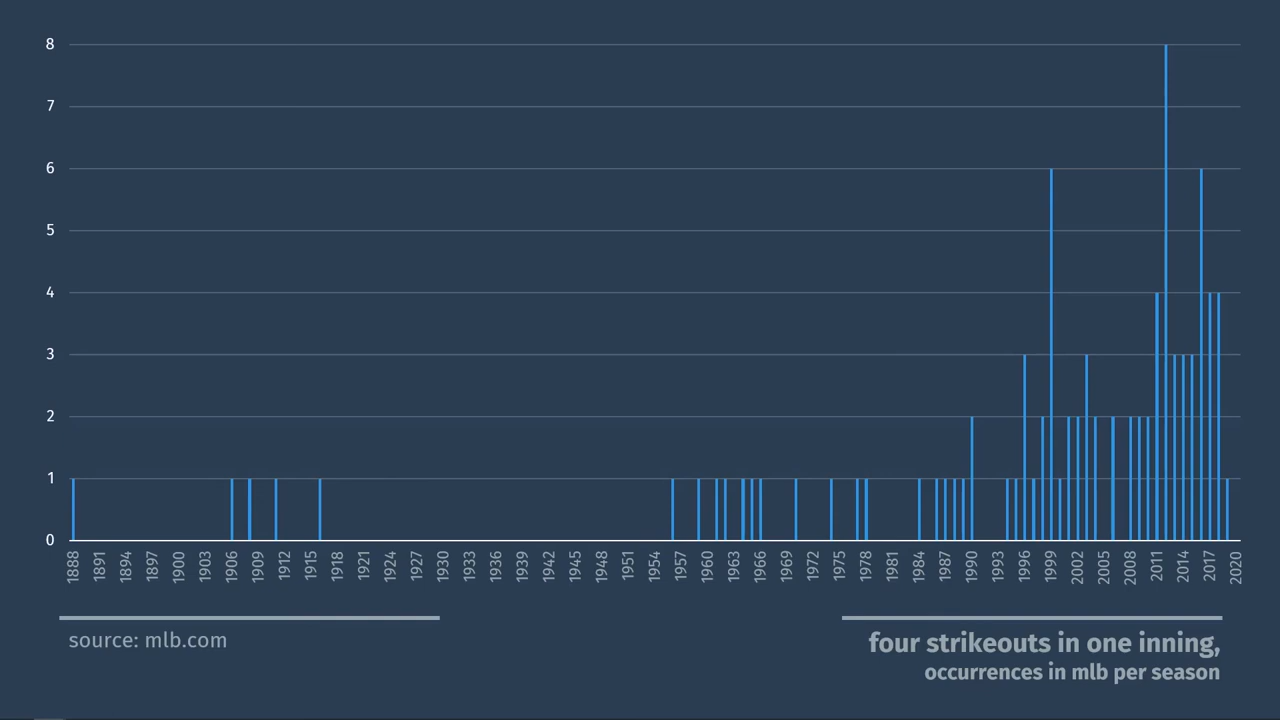 8
7
6
5
4
3
2
1
0
1888 1891 1894 1897 1900 1903 1906 1909 1912 1915 1918 1921 1924 1927 1930 1933 1936 1939 1942 1945 1948 1951 1954 1957 1960 1963 1966 1969 1972 1975 1978 1981 1984 1987 1990 1993 1996 1999 2002 2005 2008 2011 2014 2017 2020
source: mlb.com
four strikeouts in one inning,
occurrences in mlb per season